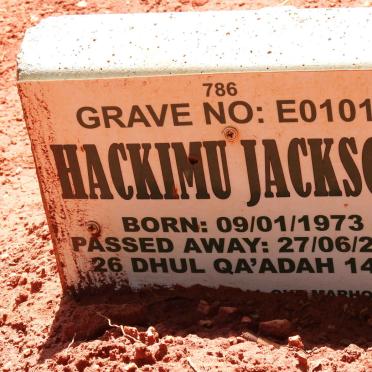 786
GRAVE NO: E0101
HACKIMU JACKSO
BORN: 09/01/1973
PASSED AWAY: 27/06/2
26 DHUL QA'ADAH 14